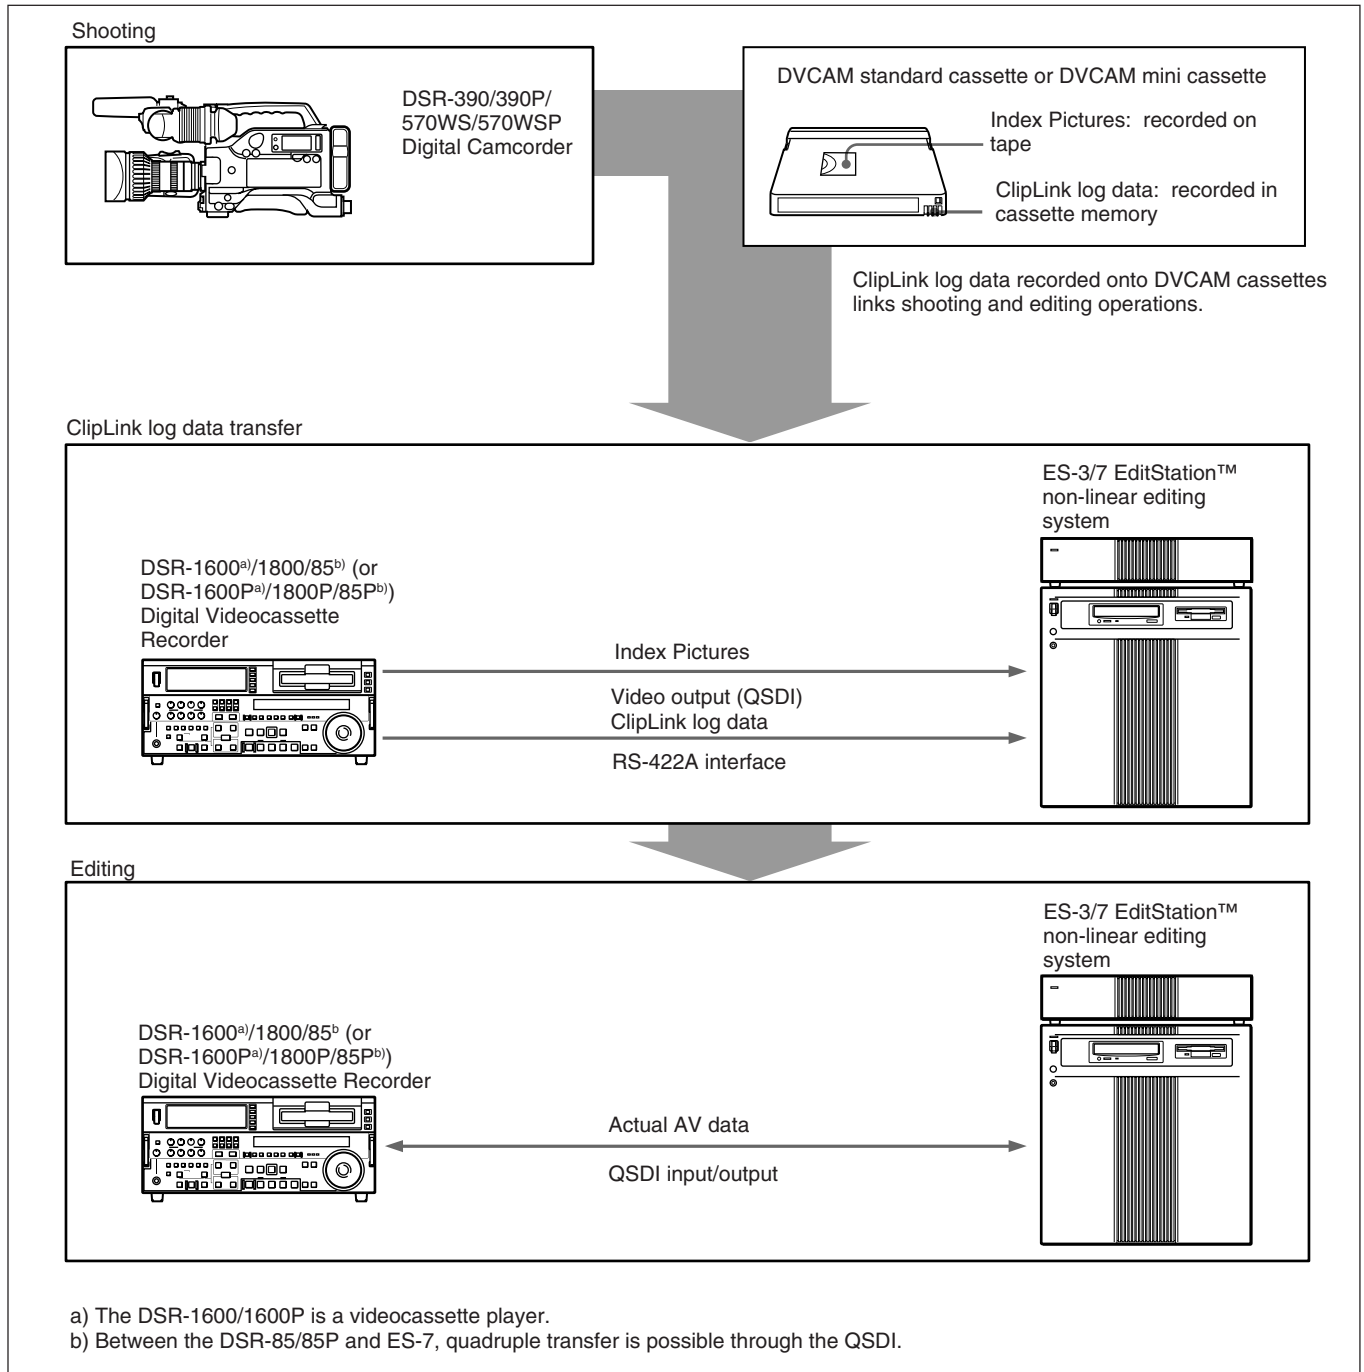 Shooting
DSR-390/390P/
570WS/570WSP
Digital Camcorder
DVCAM standard cassette or DVCAM mini cassette
Index Pictures: recorded on
tape
ClipLink log data: recorded in
cassette memory
ClipLink log data recorded onto DVCAM cassettes
links shooting and editing operations.
ClipLink log data transfer
ES-3/7 EditStation™
non-linear editing
system
DSR-1600a)/1800/85b) (or
DSR-1600Pa)/1800P/85Pb))
Digital Videocassette
Recorder
Index Pictures
Video output (QSDI)
ClipLink log data
RS-422A interface
Editing
ES-3/7 EditStation™
non-linear editing
system
DSR-1600a)/1800/85b (or
DSR-1600Pa)/1800P/85Pb))
Digital Videocassette Recorder
Actual AV data
QSDI input/output
a) The DSR-1600/1600P is a videocassette player.
b) Between the DSR-85/85P and ES-7, quadruple transfer is possible through the QSDI.